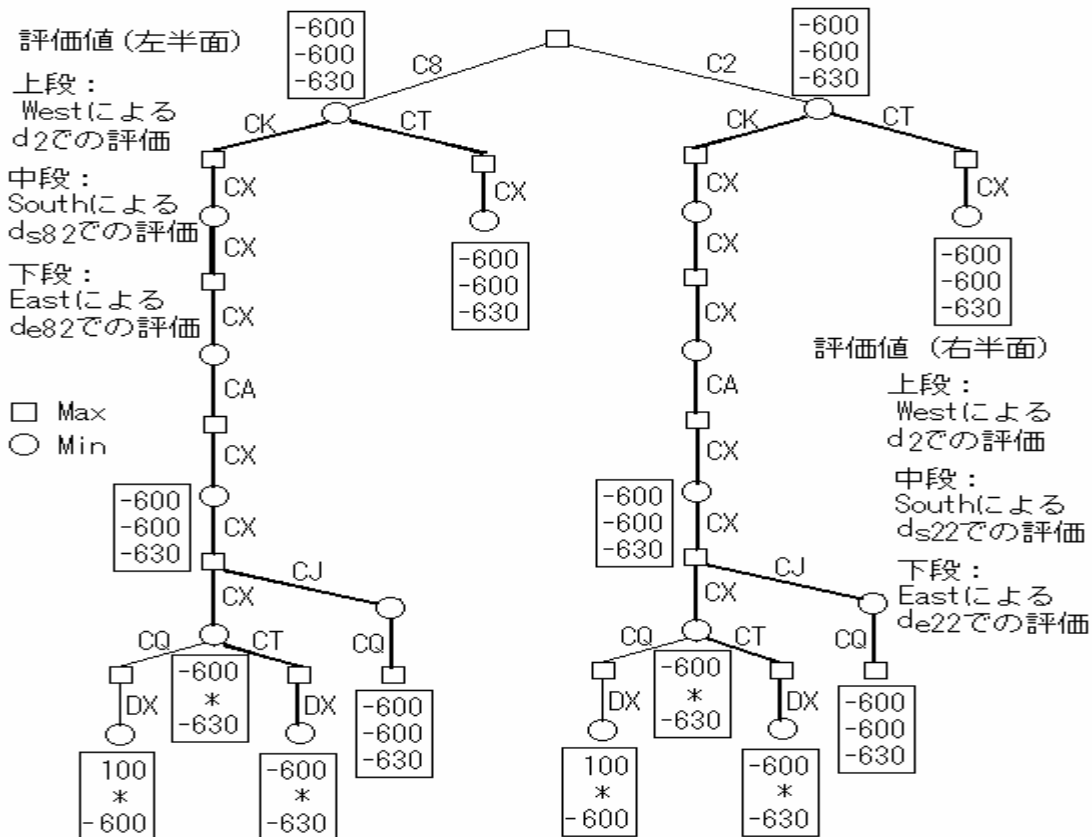 評価値(左半面)
上段：
Westによる
d2での評価
中段：
Southによる
ds82での評価
下段：
Eastによる
de82での評価
□ Max
○ Min
-600
-600
-630
C8
C2
-600
-600
-630
CK
CT
CX
CX
CX
-600
-600
-630
CX
CA
CX
-600
-600
-630
CX
CJ
CX
CQ
CT
CQ
-600
*
-630
DX
DX
-600
-600
-630
100
*
-600
-600
*
-630
CK
CT
CX
CX
CX
-600
-600
-630
CX
CA
CX
-600
-600
-630
CX
CJ
CX
CQ
CT
CQ
-600
*
-630
DX
DX
-600
-600
-630
100
*
-600
-600
*
-630
評価値 (右半面)
上段：
Westによる
d2での評価
中段：
Southによる
ds22での評価
下段：
Eastによる
de22での評価